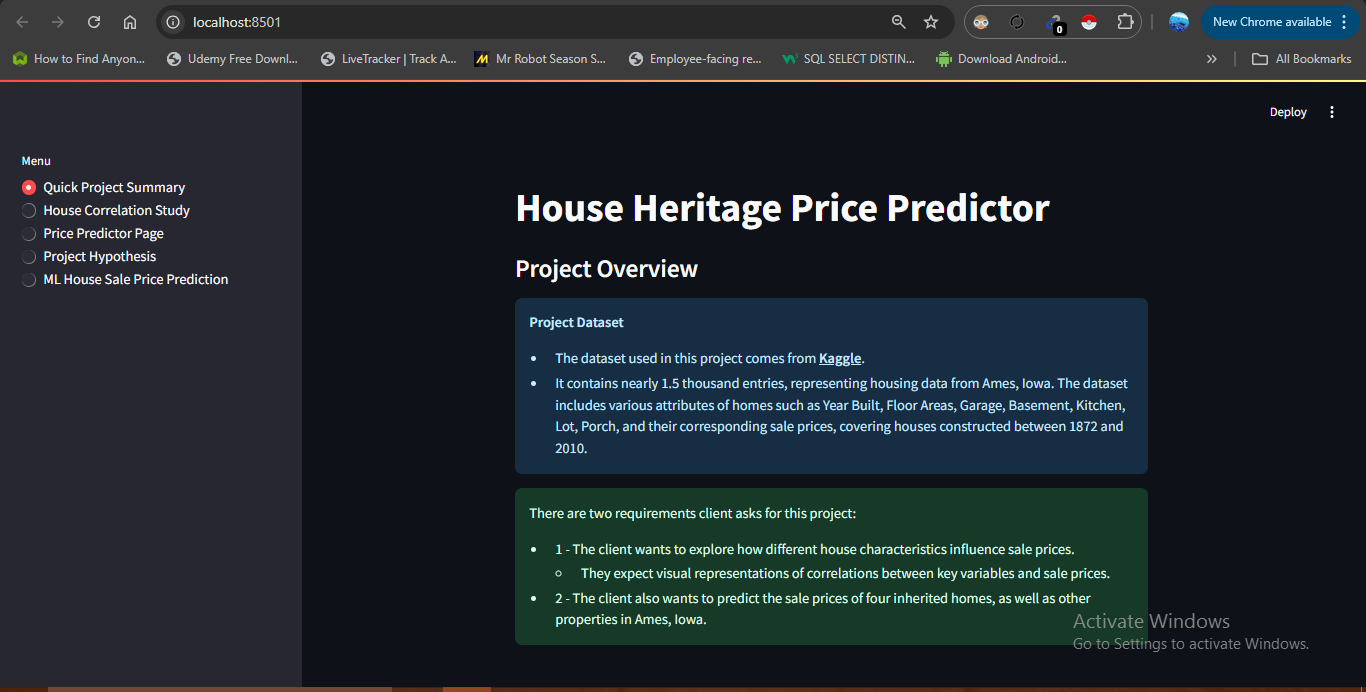 localhost:8501
0
New Chrome available
How to Find Anyon...
Udemy Free Downl...
LiveTracker | Track A...
Mr Robot Season S...
Employee-facing re...
SQL SELECT DISTIN...
Download Android...
All Bookmarks
Deploy
Menu
Quick Project Summary
House Correlation Study
Price Predictor Page
Project Hypothesis
ML House Sale Price Prediction
House Heritage Price Predictor
Project Overview
Project Dataset
• The dataset used in this project comes from Kaggle.
• It contains nearly 1.5 thousand entries, representing housing data from Ames, Iowa. The dataset
includes various attributes of homes such as Year Built, Floor Areas, Garage, Basement, Kitchen,
Lot, Porch, and their corresponding sale prices, covering houses constructed between 1872 and
2010.
There are two requirements client asks for this project:
• 1 - The client wants to explore how different house characteristics influence sale prices.
◦ They expect visual representations of correlations between key variables and sale prices.
• 2 - The client also wants to predict the sale prices of four inherited homes, as well as other
properties in Ames, Iowa.
Activate Windows
Go to Settings to activate Windows.